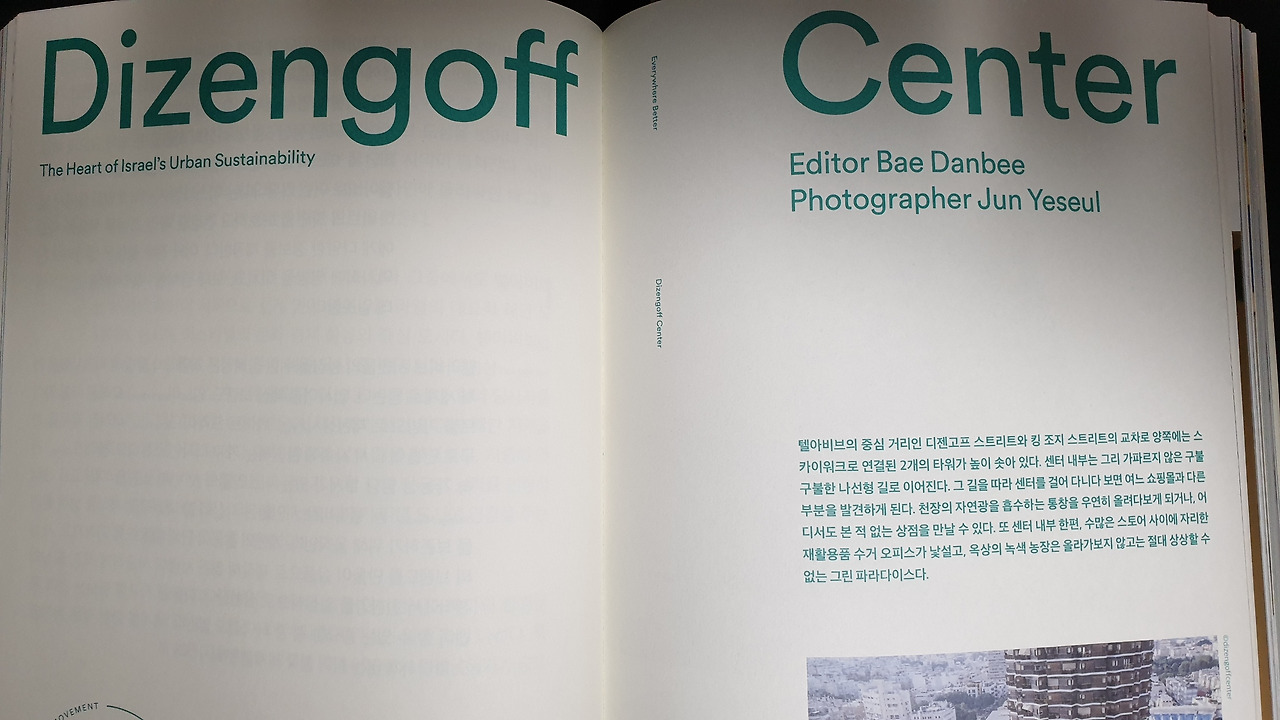 Dizengoff
The Heart of Israel's Urban Sustainability
MOVEMENT
Everywhere Better
Dizengoff Center
Center
Editor Bae Danbee
Photographer Jun Yeseul
텔아비브의 중심 거리인 디젠고프 스트리트와 킹 조지 스트리트의 교차로 양쪽에는 스
카이워크로 연결된 2개의 타워가 높이 솟아 있다. 센터 내부는 그리 가파르지 않은 구불
구불한 나선형 길로 이어진다. 그 길을 따라 센터를 걸어 다니다 보면 여느 쇼핑몰과 다른
부분을 발견하게 된다. 천장의 자연광을 흡수하는 통창을 우연히 올려다보게 되거나, 어
디서도 본 적 없는 상점을 만날 수 있다. 또 센터 내부 한편, 수많은 스토어 사이에 자리한
재활용품 수거 오피스가 낯설고, 옥상의 녹색 농장은 올라가보지 않고는 절대 상상할 수
없는 그린 파라다이스다.
©dizengoffcenter